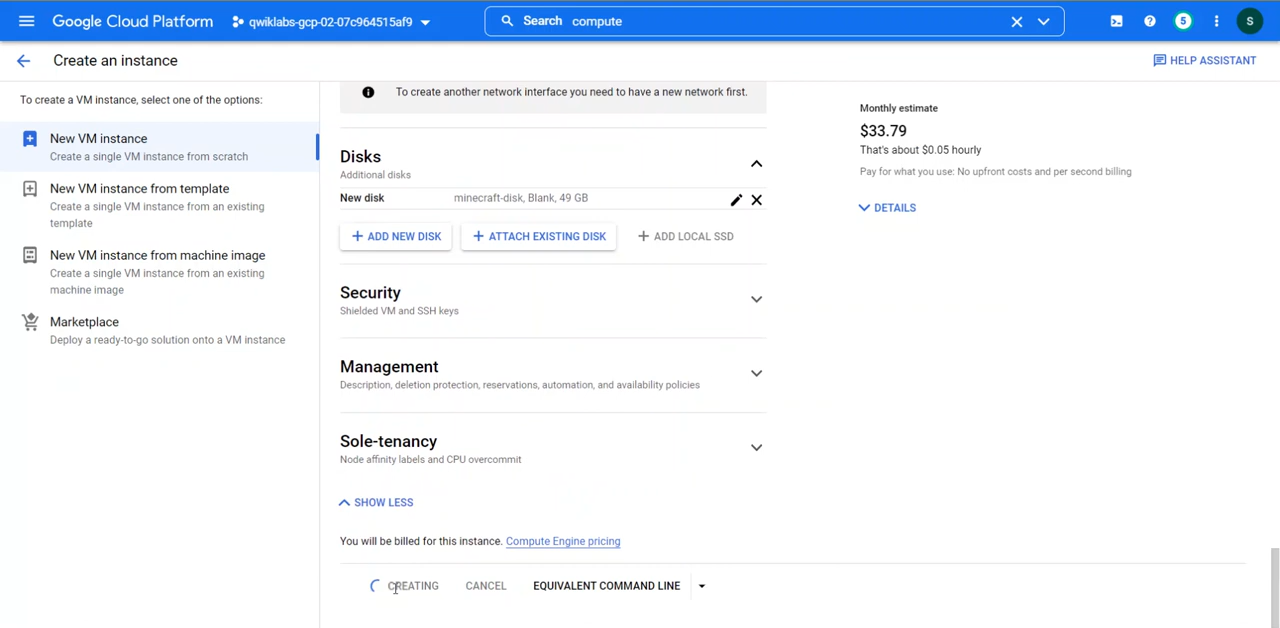 Google Cloud Platform qwiklabs-gcp-02-07c964515af9 Search compute 5 S
Create an instance HELP ASSISTANT
To create a VM instance, select one of the options:
New VM instance
Create a single VM instance from scratch
New VM instance from template
Create a single VM instance from an existing
template
New VM instance from machine image
Create a single VM instance from an existing
machine image
Marketplace
Deploy a ready-to-go solution onto a VM instance
To create another network interface you need to have a new network first.
Disks
Additional disks
New disk minecraft-disk, Blank, 49 GB
ADD NEW DISK ATTACH EXISTING DISK ADD LOCAL SSD
Security
Shielded VM and SSH keys
Management
Description, deletion protection, reservations, automation, and availability policies
Sole-tenancy
Node affinity labels and CPU overcommit
SHOW LESS
You will be billed for this instance. Compute Engine pricing
CREATING CANCEL EQUIVALENT COMMAND LINE
Monthly estimate
$33.79
That's about $0.05 hourly
Pay for what you use: No upfront costs and per second billing
DETAILS